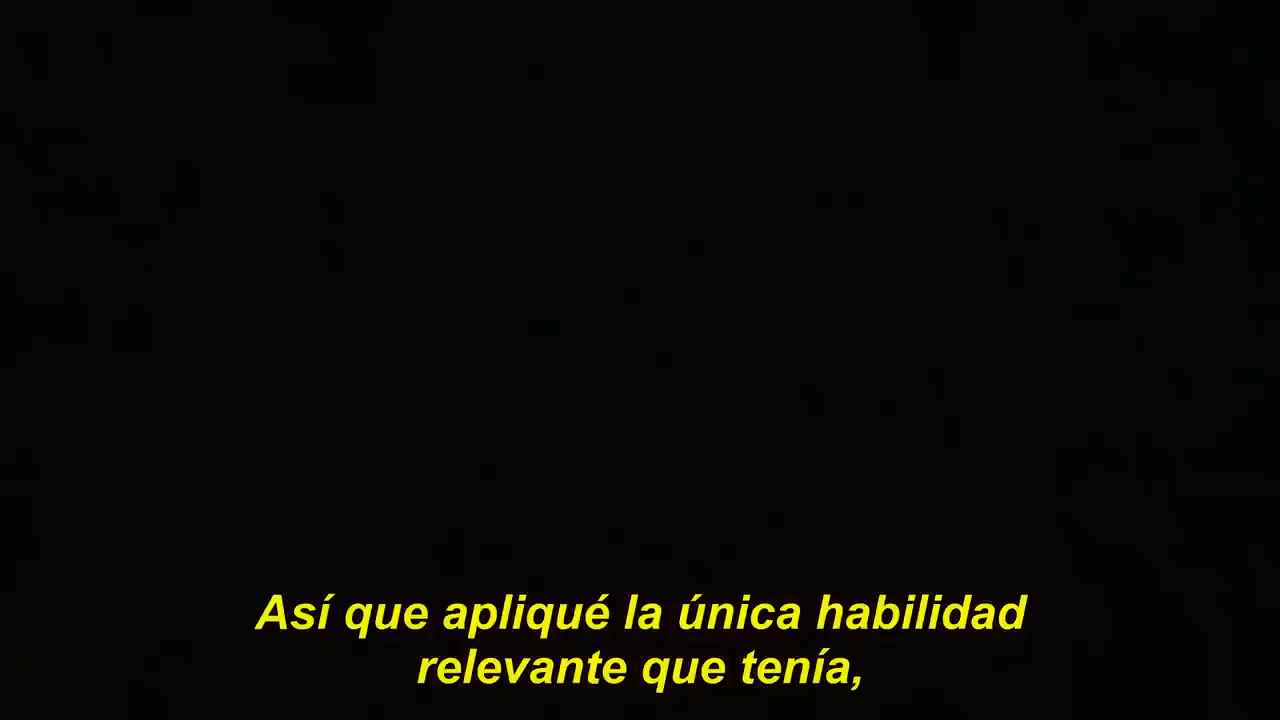 Así que apliqué la única habilidad
relevante que tenía,